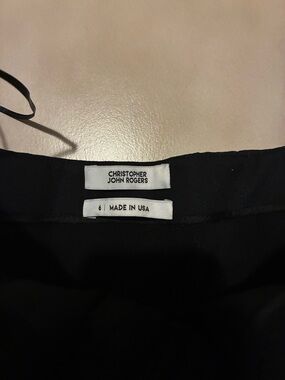 CHRISTOPHER
JOHN ROGERS
6 MADE IN USA